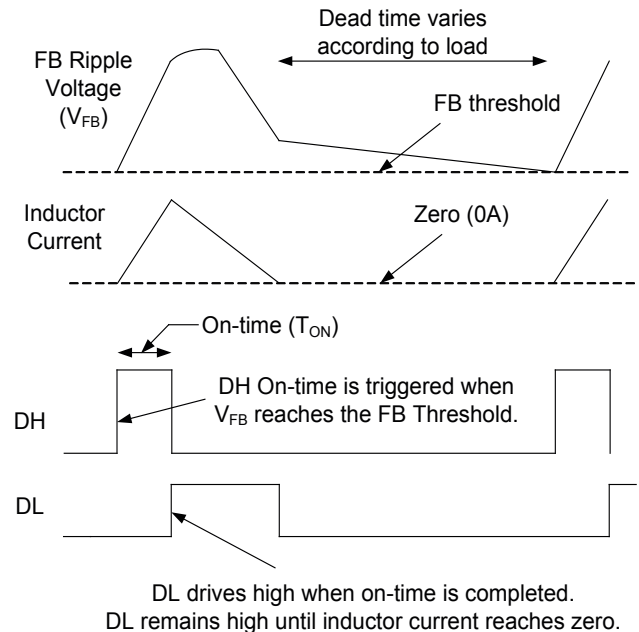 Dead time varies
according to load
FB Ripple
Voltage
(VFB)
FB threshold
Inductor
Current
Zero (0A)
On-time (TON)
DH On-time is triggered when
VFB reaches the FB Threshold.
DH
DL
DL drives high when on-time is completed.
DL remains high until inductor current reaches zero.